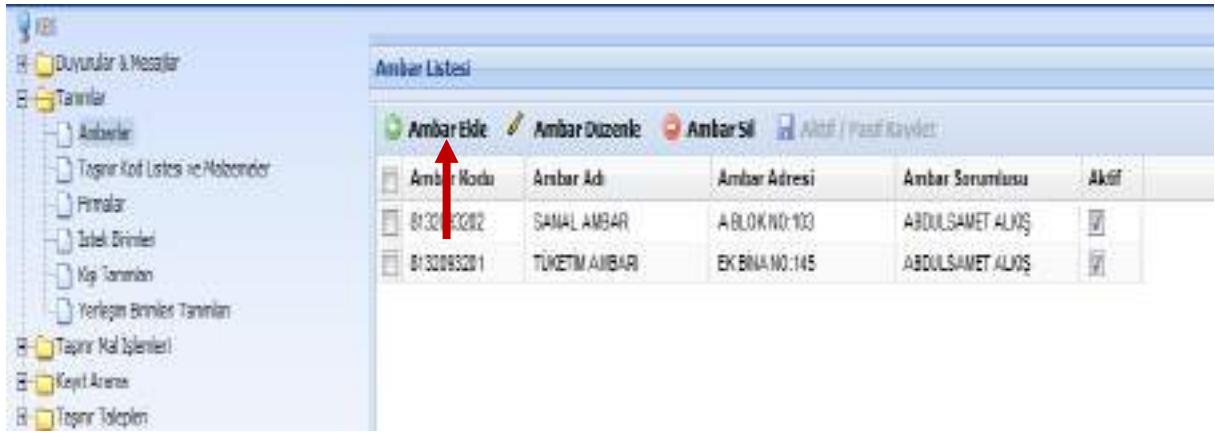 KBS
Duyurular & Mesajlar
Tanımlar
Ambarlar
Taşınır Kod Listesi ve Malzemeler
Firmalar
İstek Birimleri
Kişi Tanımları
Yerleşim Birimleri Tanımları
Taşınır Mal İşlemleri
Kayıt Arama
Taşınır Talepleri
Ambar Listesi
Ambar Ekle Ambar Düzenle Ambar Sil Aktif / Pasif Kaydet
Ambar Kodu Ambar Adı Ambar Adresi Ambar Sorumlusu Aktif
SANAL AMBAR A BLOK NO:103 ABDULSAMET ALKIŞ
8132093201 TÜKETİM AMBARI EK BİNA NO:145 ABDULSAMET ALKIŞ